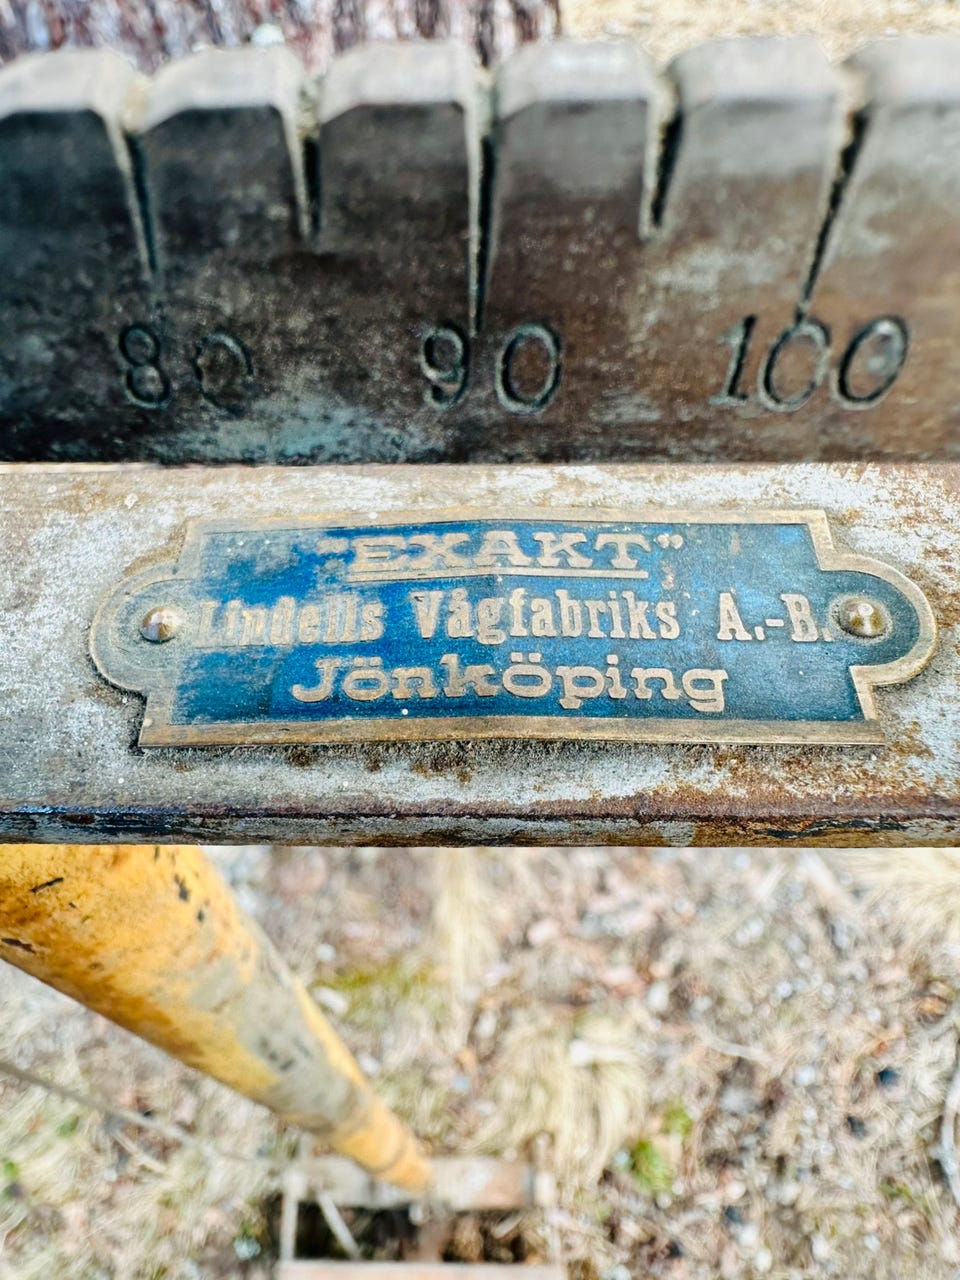 80 90 100
"EXAKT"
Lindells Vågfabriks A.-B.
Jönköping